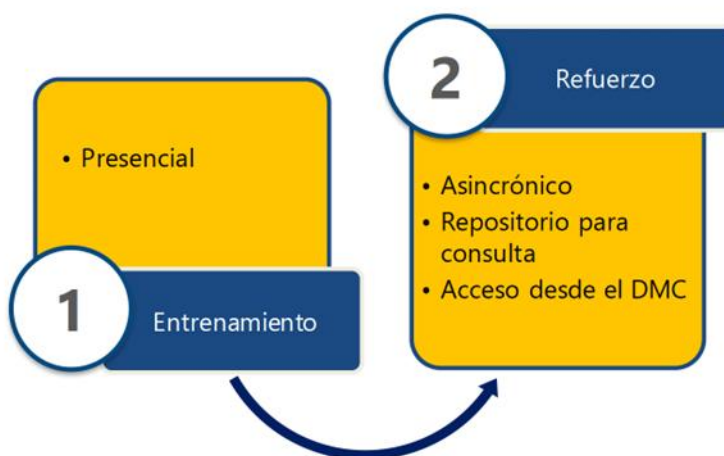 • Presencial
1
Entrenamiento
2
Refuerzo
• Asincrónico
• Repositorio para
consulta
• Acceso desde el DMC